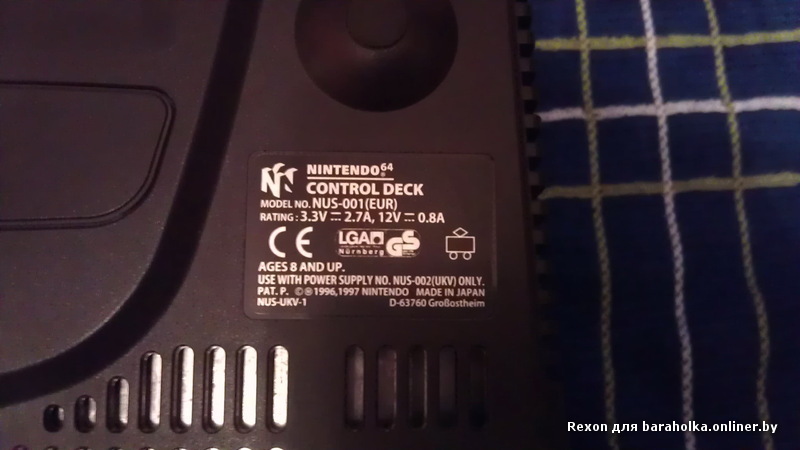 NINTENDO64
CONTROL DECK
MODEL NO. NUS-001(EUR)
RATING : 3.3V ⎓ 2.7A, 12V ⎓ 0.8A
CE LGA GS
Nürnberg
AGES 8 AND UP.
USE WITH POWER SUPPLY NO. NUS-002(UKV) ONLY.
PAT. P. ©Ⓜ1996,1997 NINTENDO MADE IN JAPAN
NUS-UKV-1 D-63760 Großostheim
Rexon для baraholka.onliner.by